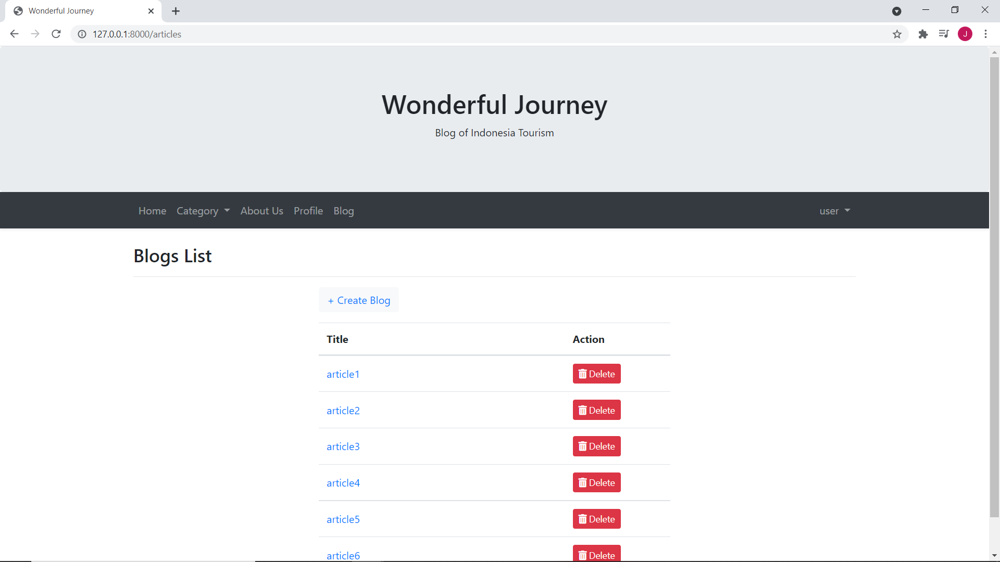 Wonderful Journey
127.0.0.1:8000/articles
J
Wonderful Journey
Blog of Indonesia Tourism
Home Category About Us Profile Blog user
Blogs List
+ Create Blog
Title Action
article1 Delete
article2 Delete
article3 Delete
article4 Delete
article5 Delete
article6 Delete